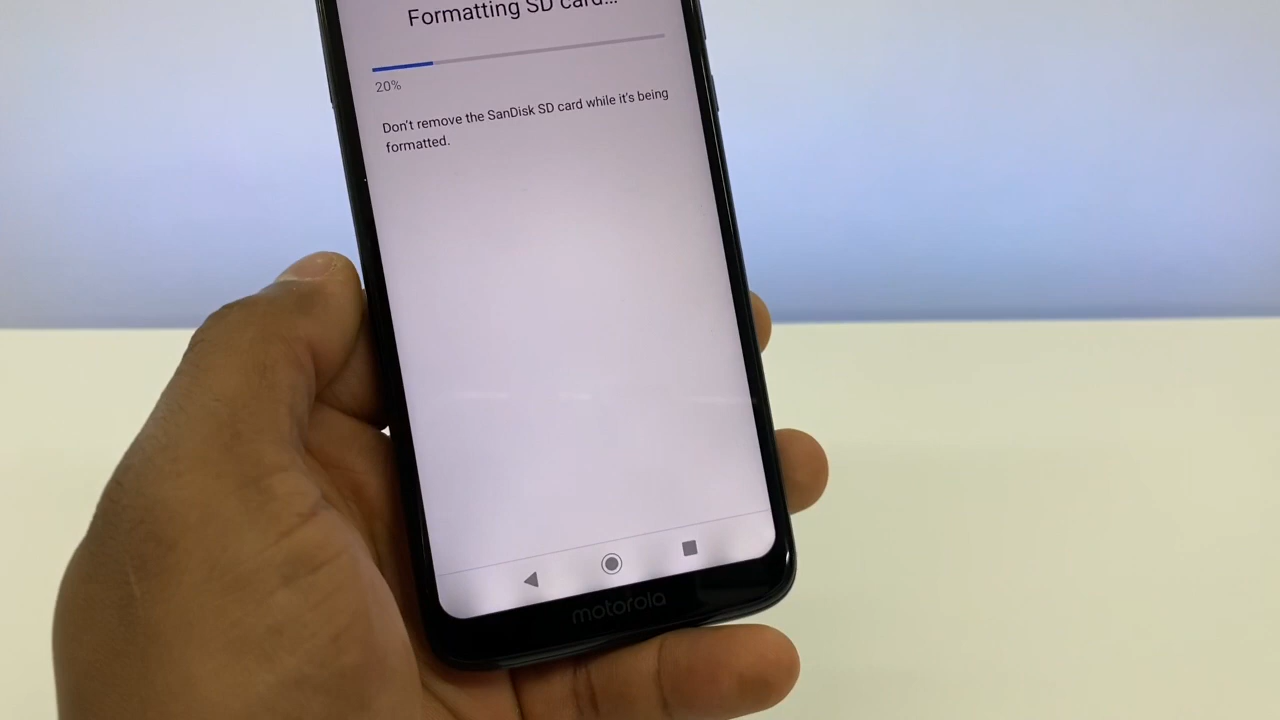 Formatting SD card...
20%
Don't remove the SanDisk SD card while it's being
formatted.
motorola